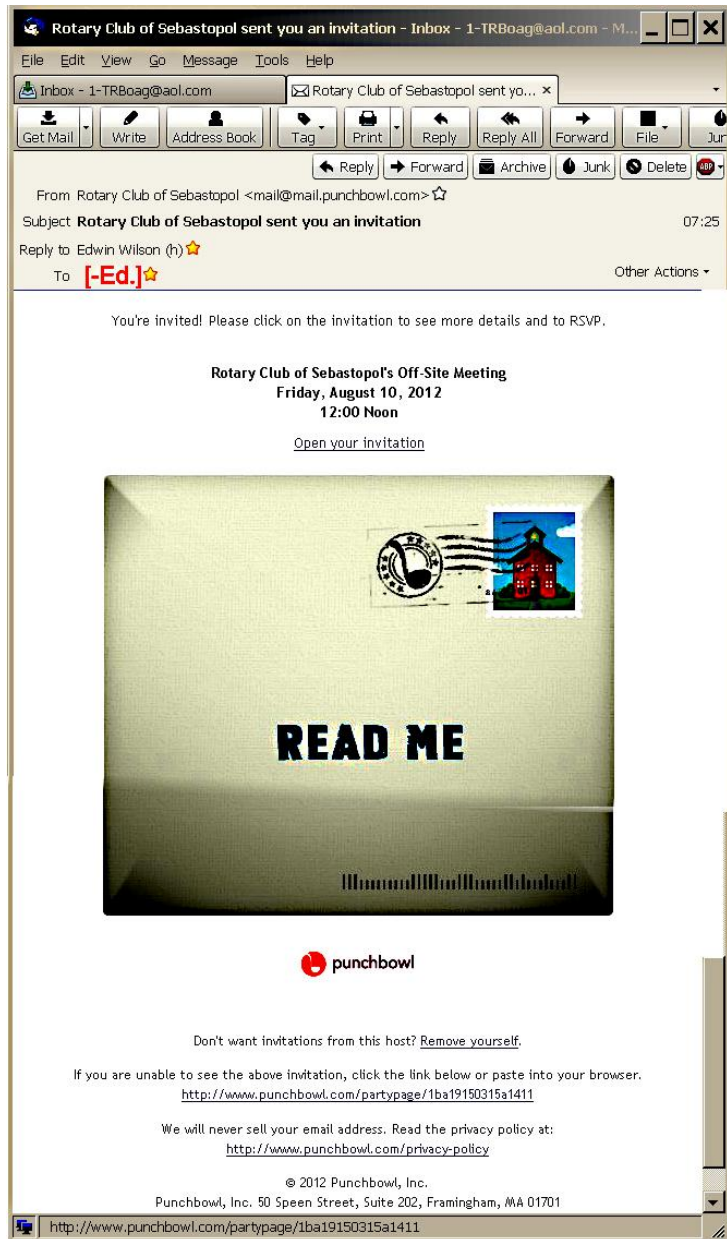 Rotary Club of Sebastopol sent you an invitation - Inbox - 1-TRBoag@aol.com - M...
File Edit View Go Message Tools Help
Inbox - 1-TRBoag@aol.com Rotary Club of Sebastopol sent yo... ×
Get Mail Write Address Book Tag Print Reply Reply All Forward File Jun
Reply Forward Archive Junk Delete ABP
From Rotary Club of Sebastopol <mail@mail.punchbowl.com>
Subject Rotary Club of Sebastopol sent you an invitation 07:25
Reply to Edwin Wilson (h)
To [-Ed.] Other Actions
You're invited! Please click on the invitation to see more details and to RSVP.
Rotary Club of Sebastopol's Off-Site Meeting
Friday, August 10, 2012
12:00 Noon
Open your invitation
READ ME
punchbowl
Don't want invitations from this host? Remove yourself.
If you are unable to see the above invitation, click the link below or paste into your browser.
http://www.punchbowl.com/partypage/1ba19150315a1411
We will never sell your email address. Read the privacy policy at:
http://www.punchbowl.com/privacy-policy
© 2012 Punchbowl, Inc.
Punchbowl, Inc. 50 Speen Street, Suite 202, Framingham, MA 01701
http://www.punchbowl.com/partypage/1ba19150315a1411